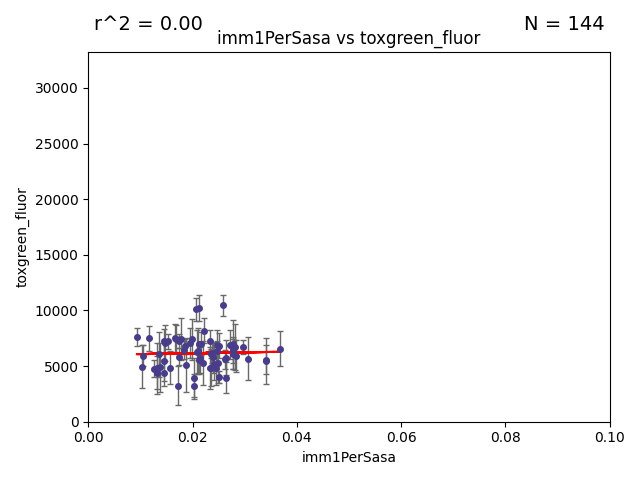 r^2 = 0.00
N = 144
imm1PerSasa vs toxgreen_fluor
30000
25000
20000
15000
10000
5000
0
toxgreen_fluor
0.00 0.02 0.04 0.06 0.08 0.10
imm1PerSasa